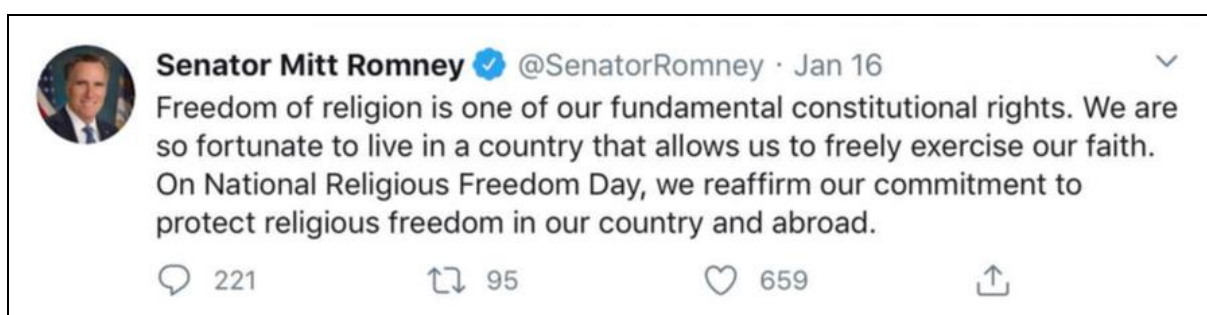 Senator Mitt Romney @SenatorRomney · Jan 16
Freedom of religion is one of our fundamental constitutional rights. We are
so fortunate to live in a country that allows us to freely exercise our faith.
On National Religious Freedom Day, we reaffirm our commitment to
protect religious freedom in our country and abroad.
221 95 659